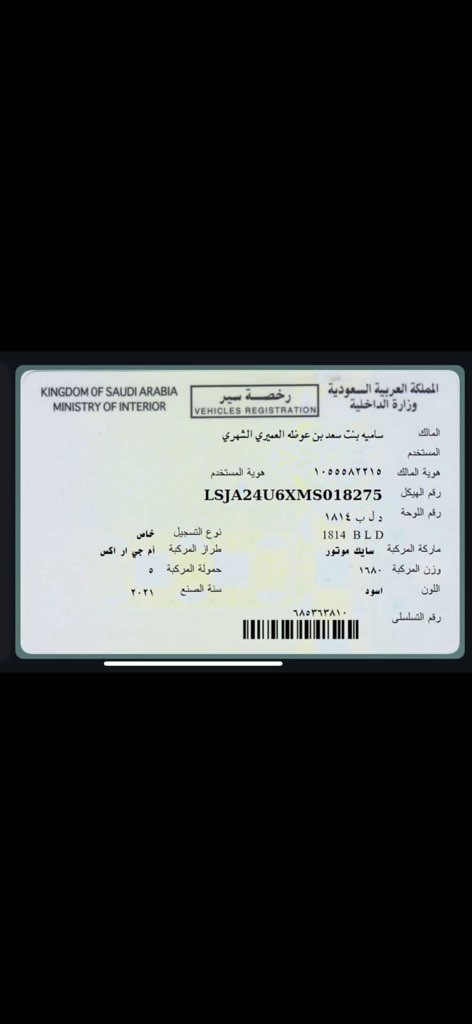 KINGDOM OF SAUDI ARABIA
MINISTRY OF INTERIOR
رخصة سير
VEHICLES REGISTRATION
المملكة العربية السعودية
وزارة الداخلية
المالك ساميه بنت سعد بن عوظه العميري الشهري
المستخدم
هوية المالك ١٠٥٥٥٨٢٢١٥ هوية المستخدم
رقم الهيكل LSJA24U6XMS018275
رقم اللوحة د ل ب ١٨١٤
1814 B L D نوع التسجيل خاص
ماركة المركبة سايك موتور طراز المركبة أم جي ار اكس
وزن المركبة ١٦٨٠ حمولة المركبة ٥
اللون اسود سنة الصنع ٢٠٢١
رقم التسلسلى ٦٨٥٣٦٣٨١٠